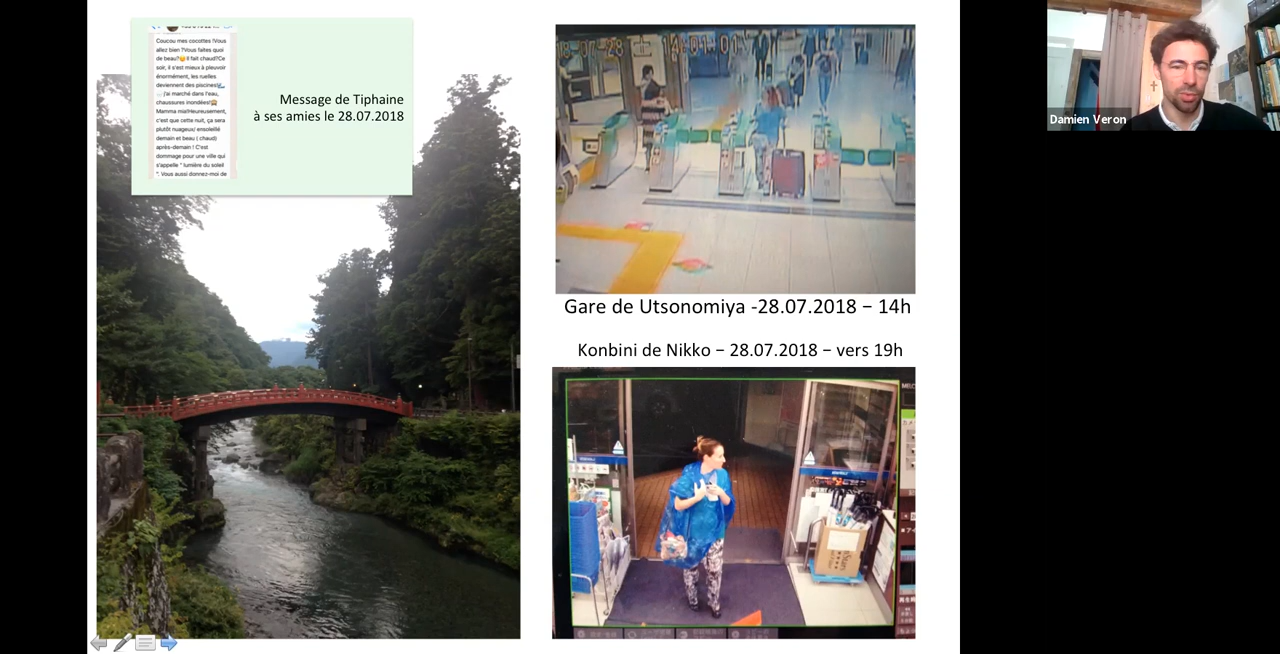 Coucou mes cocottes !Vous
allez bien ?Vous faites quoi
de beau?😊Il fait chaud?Ce
soir, il s'est mieux à pleuvoir
énormément, les ruelles
deviennent des piscines!
j'ai marché dans l'eau,
chaussures inondées!
Mamma mia!Heureusement,
c'est que cette nuit, ça sera
plutôt nuageux/ ensoleillé
demain et beau ( chaud)
après-demain ! C'est
dommage pour une ville qui
s'appelle " lumière du soleil
". Vous aussi donnez-moi de
Message de Tiphaine
à ses amies le 28.07.2018
14:01:01
Gare de Utsonomiya -28.07.2018 – 14h
Konbini de Nikko – 28.07.2018 – vers 19h
Damien Veron